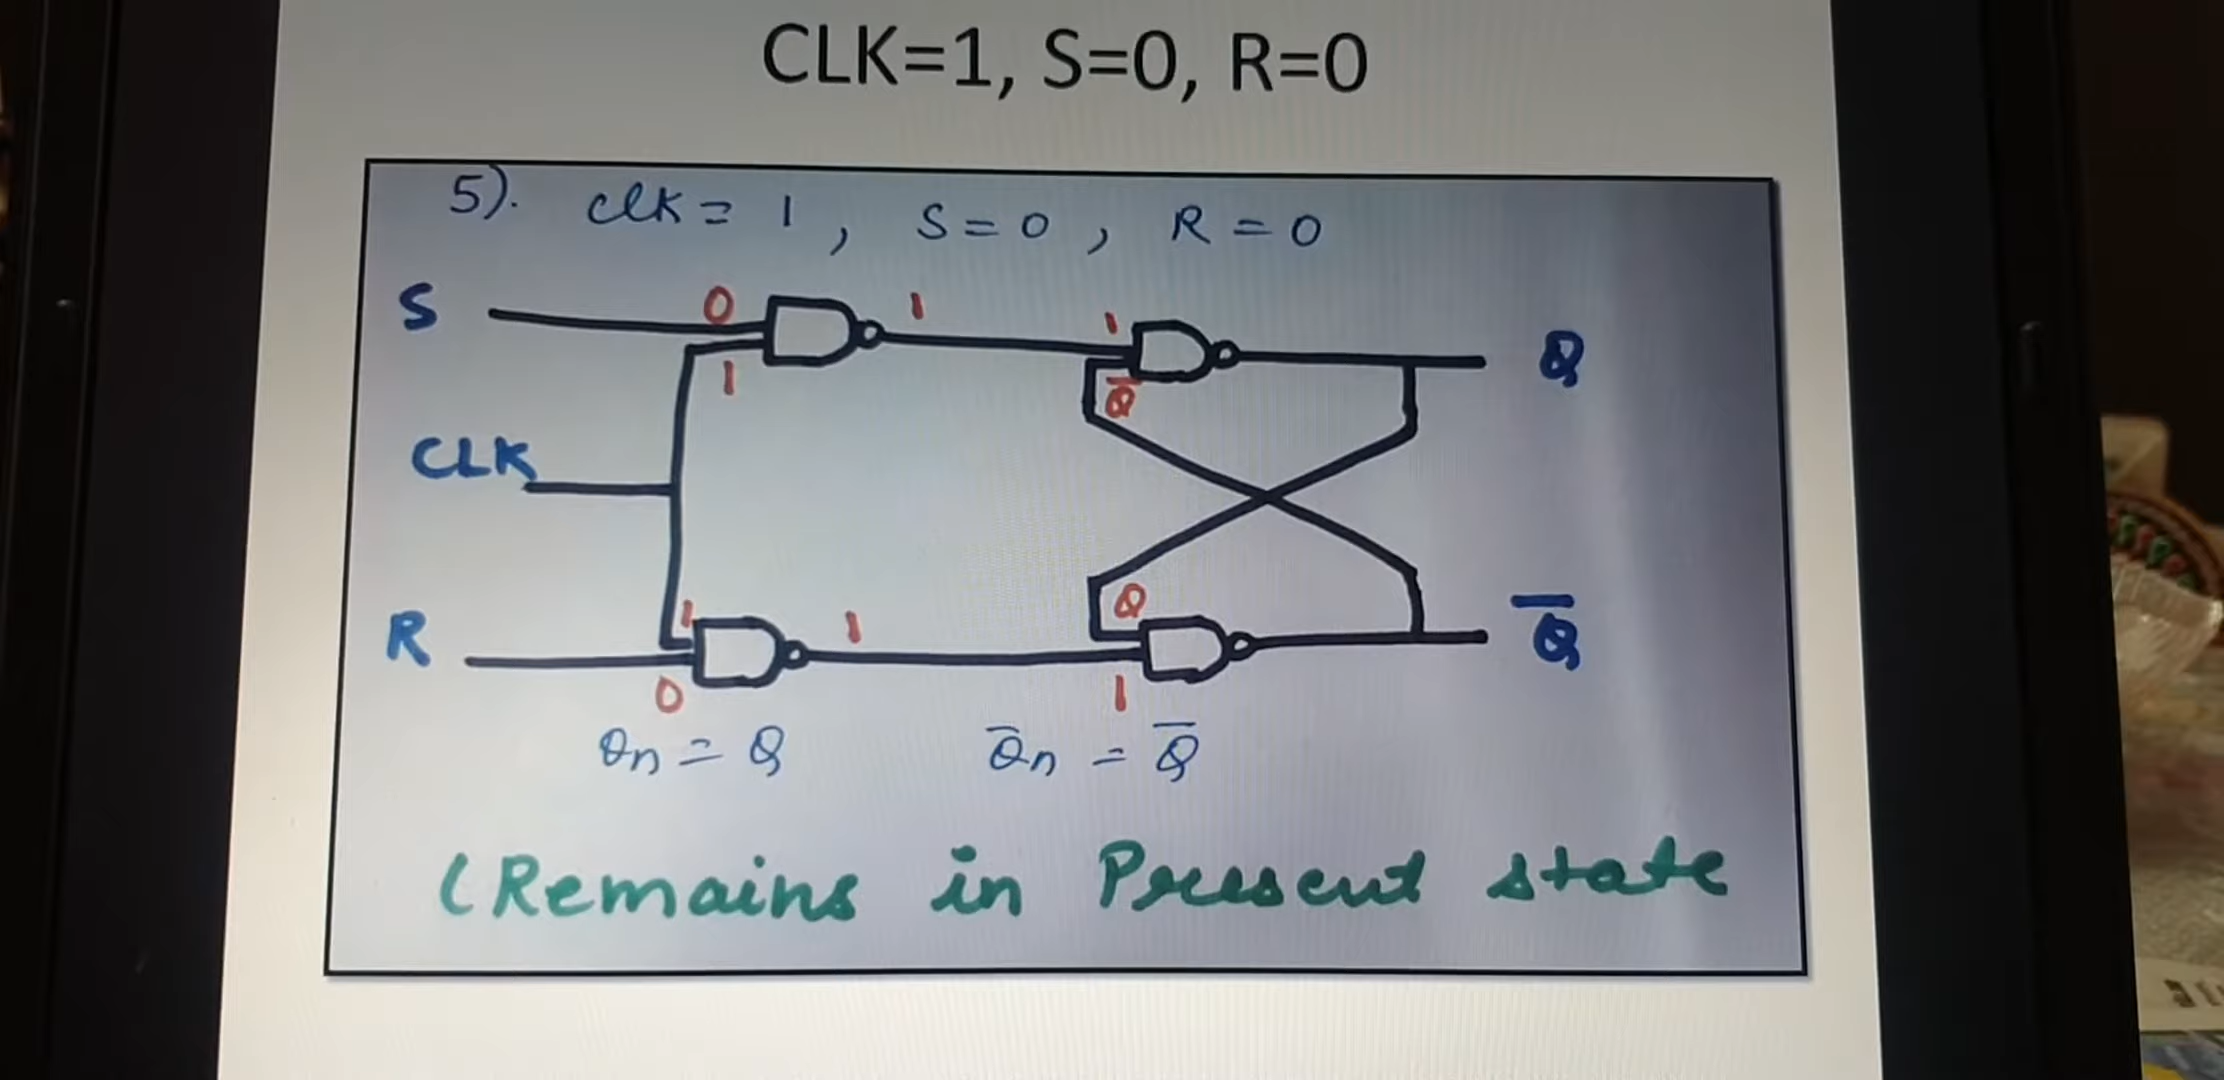 CLK=1, S=0, R=0
5). clk = 1, S = 0, R = 0
S 0 1 1 Q
1 Q̅
CLK
R 1 1 Q Q̅
0 1
Qn = Q Q̅n = Q̅
(Remains in Present state